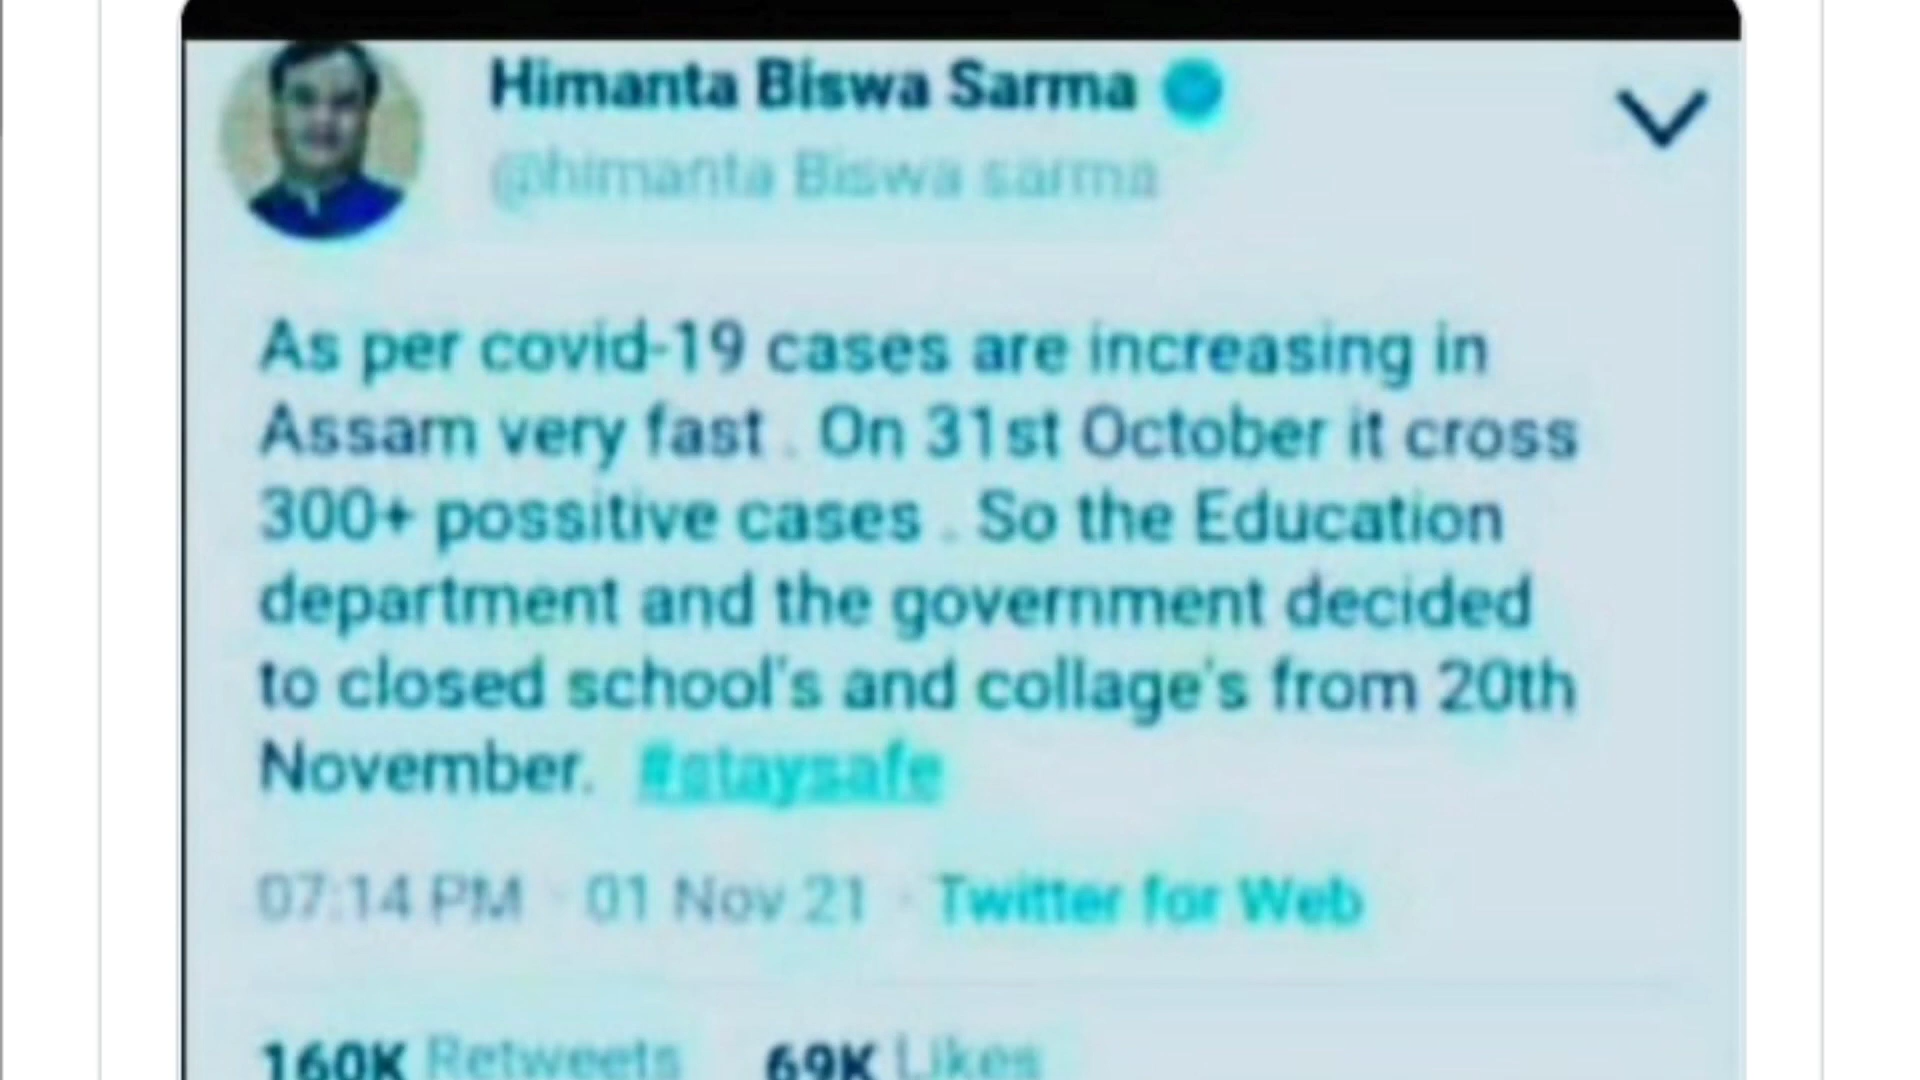 Himanta Biswa Sarma
@himanta Biswa sarma
As per covid-19 cases are increasing in
Assam very fast . On 31st October it cross
300+ possitive cases . So the Education
department and the government decided
to closed school's and collage's from 20th
November. #staysafe
07:14 PM · 01 Nov 21 · Twitter for Web
160K Retweets 69K Likes